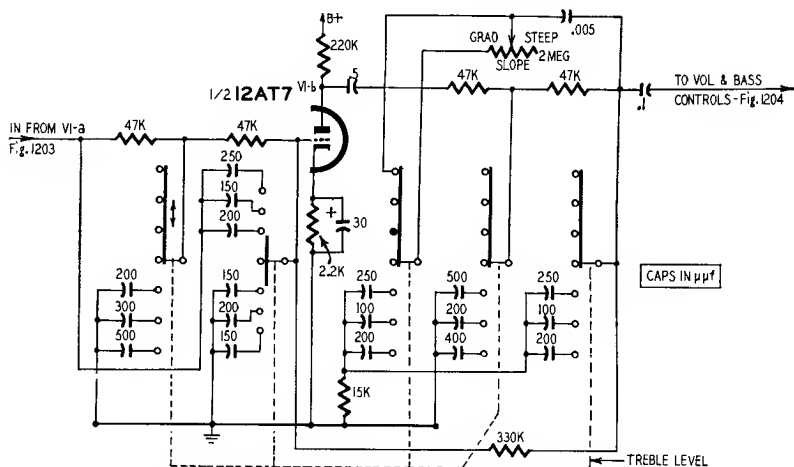 B+
220K
.005
GRAD STEEP
SLOPE 2 MEG
V1-b
.5
1/2 12AT7
47K
47K
TO VOL & BASS
CONTROLS-Fig. 1204
.1
IN FROM V1-a
Fig. 1203
47K
47K
250
150
200
+
30
2.2K
200
300
500
150
200
150
250
100
200
500
200
400
250
100
200
CAPS IN µµf
15K
330K
TREBLE LEVEL